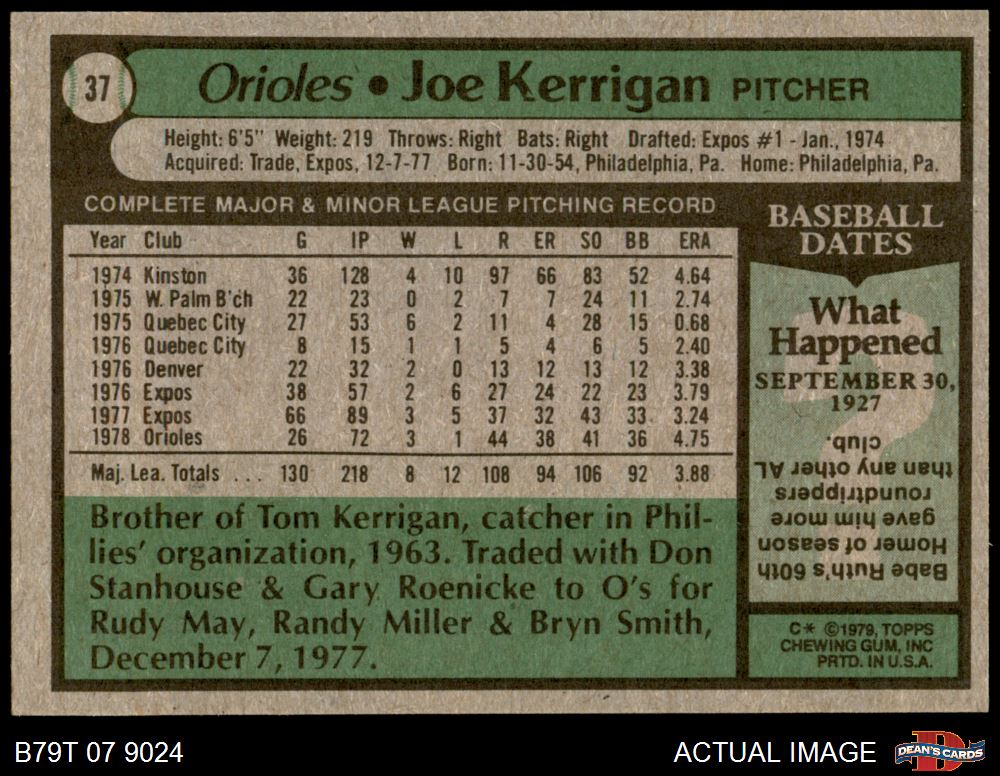 37
Orioles • Joe Kerrigan PITCHER
Height: 6'5" Weight: 219 Throws: Right Bats: Right Drafted: Expos #1 - Jan., 1974
Acquired: Trade, Expos, 12-7-77 Born: 11-30-54, Philadelphia, Pa. Home: Philadelphia, Pa.
COMPLETE MAJOR & MINOR LEAGUE PITCHING RECORD
Year Club G IP W L R ER SO BB ERA
1974 Kinston 36 128 4 10 97 66 83 52 4.64
1975 W. Palm B'ch 22 23 0 2 7 7 24 11 2.74
1975 Quebec City 27 53 6 2 11 4 28 15 0.68
1976 Quebec City 8 15 1 1 5 4 6 5 2.40
1976 Denver 22 32 2 0 13 12 13 12 3.38
1976 Expos 38 57 2 6 27 24 22 23 3.79
1977 Expos 66 89 3 5 37 32 43 33 3.24
1978 Orioles 26 72 3 1 44 38 41 36 4.75
Maj. Lea. Totals ... 130 218 8 12 108 94 106 92 3.88
Brother of Tom Kerrigan, catcher in Phil-
lies' organization, 1963. Traded with Don
Stanhouse & Gary Roenicke to O's for
Rudy May, Randy Miller & Bryn Smith,
December 7, 1977.
BASEBALL
DATES
What
Happened
SEPTEMBER 30,
1927
?
Babe Ruth's 60th
Homer of season
gave him more
roundtrippers
than any other AL
club.
C* ©1979, TOPPS
CHEWING GUM, INC
PRTD. IN U.S.A.
B79T 07 9024
ACTUAL IMAGE
D
DEAN'S CARDS